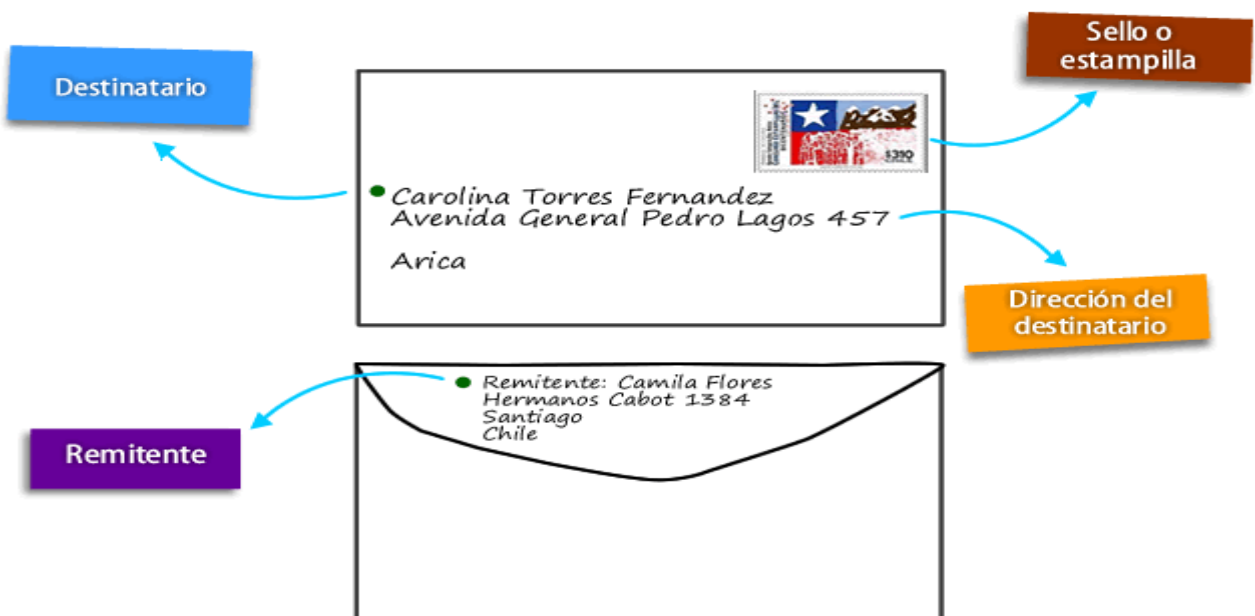 Sello o
estampilla
Destinatario
$390
Carolina Torres Fernandez
Avenida General Pedro Lagos 457
Arica
Dirección del
destinatario
Remitente: Camila Flores
Hermanos Cabot 1384
Santiago
Chile
Remitente